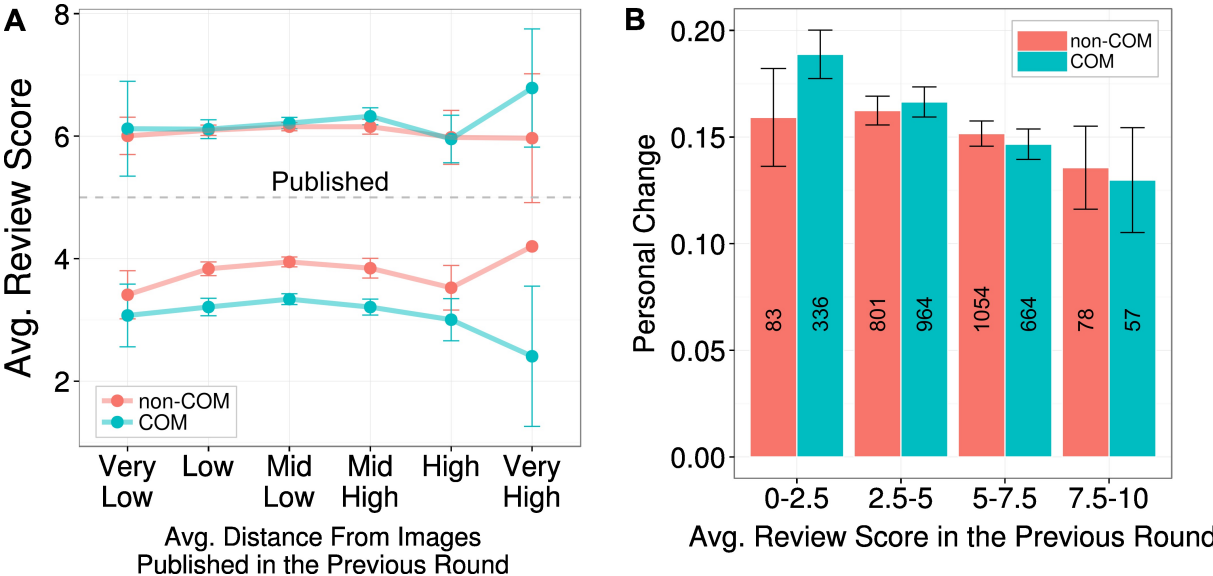 A
Avg. Review Score
8
6
4
2
Published
non-COM
COM
Very Low
Low
Mid Low
Mid High
High
Very High
Avg. Distance From Images
Published in the Previous Round
B
Personal Change
0.20
0.15
0.10
0.05
0.00
non-COM
COM
83
336
801
964
1054
664
78
57
0-2.5
2.5-5
5-7.5
7.5-10
Avg. Review Score in the Previous Round